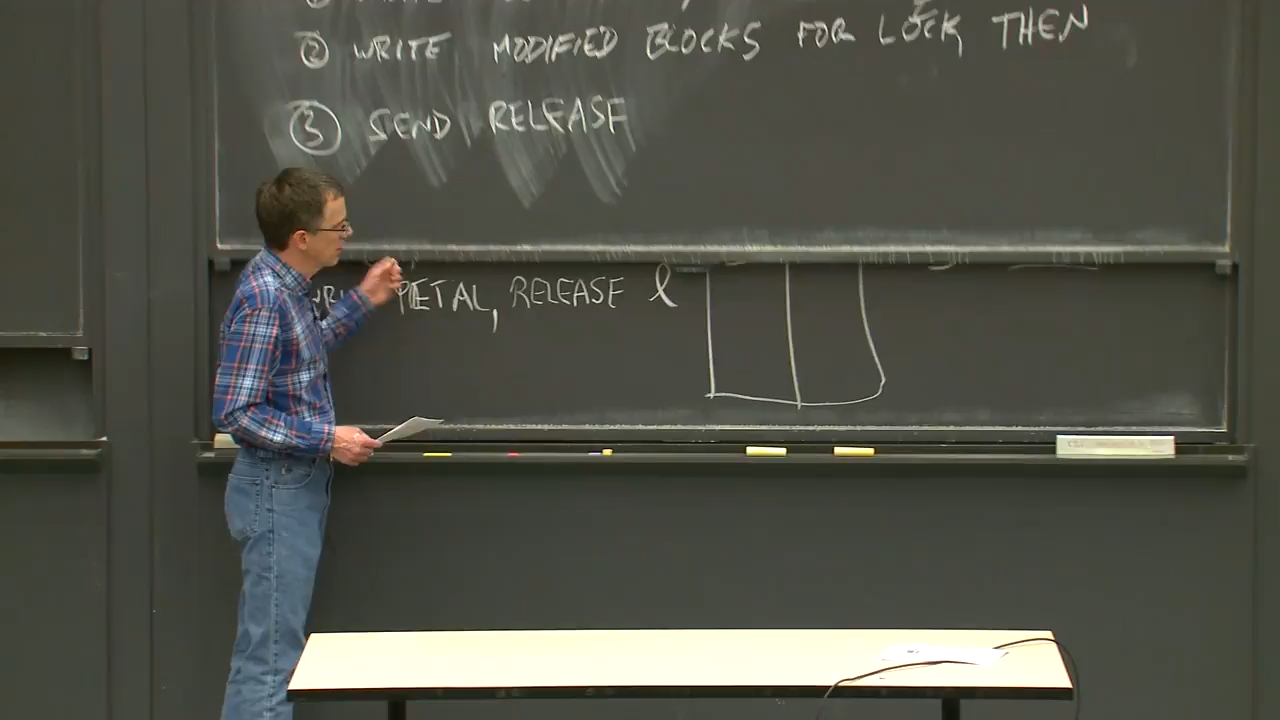 ② WRITE MODIFIED BLOCKS FOR LOCK, THEN
③ SEND RELEASE
PETAL, RELEASE l